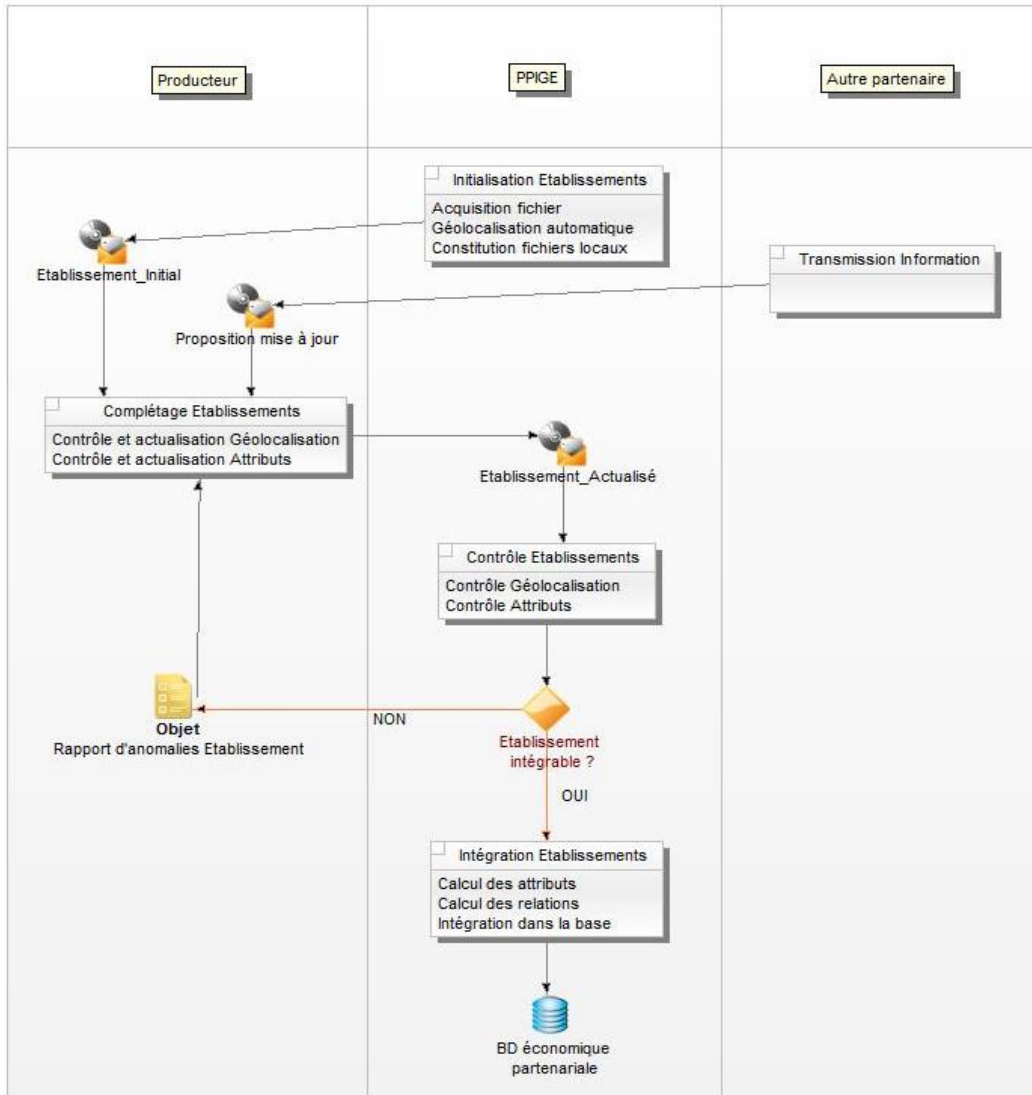 Producteur
PPIGE
Autre partenaire
Initialisation Etablissements
Acquisition fichier
Géolocalisation automatique
Constitution fichiers locaux
Transmission Information
Etablissement_Initial
Proposition mise à jour
Complétage Etablissements
Contrôle et actualisation Géolocalisation
Contrôle et actualisation Attributs
Etablissement_Actualisé
Contrôle Etablissements
Contrôle Géolocalisation
Contrôle Attributs
Objet
Rapport d'anomalies Etablissement
NON
Etablissement
intégrable ?
OUI
Intégration Etablissements
Calcul des attributs
Calcul des relations
Intégration dans la base
BD économique
partenariale